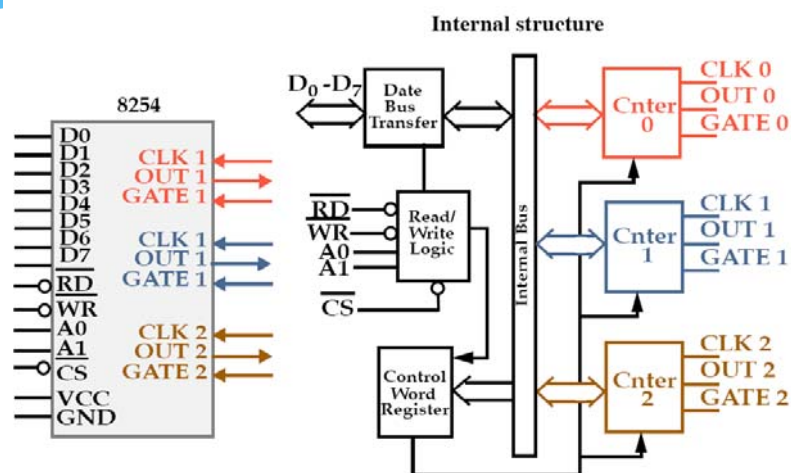 Internal structure
8254
D0
D1
D2
D3
D4
D5
D6
D7
RD
WR
A0
A1
CS
VCC
GND
CLK 1
OUT 1
GATE 1
CLK 1
OUT 1
GATE 1
CLK 2
OUT 2
GATE 2
D0 -D7
Date
Bus
Transfer
RD
WR
A0
A1
CS
Read/
Write
Logic
Control
Word
Register
Internal Bus
Cnter
0
CLK 0
OUT 0
GATE 0
Cnter
1
CLK 1
OUT 1
GATE 1
Cnter
2
CLK 2
OUT 2
GATE 2